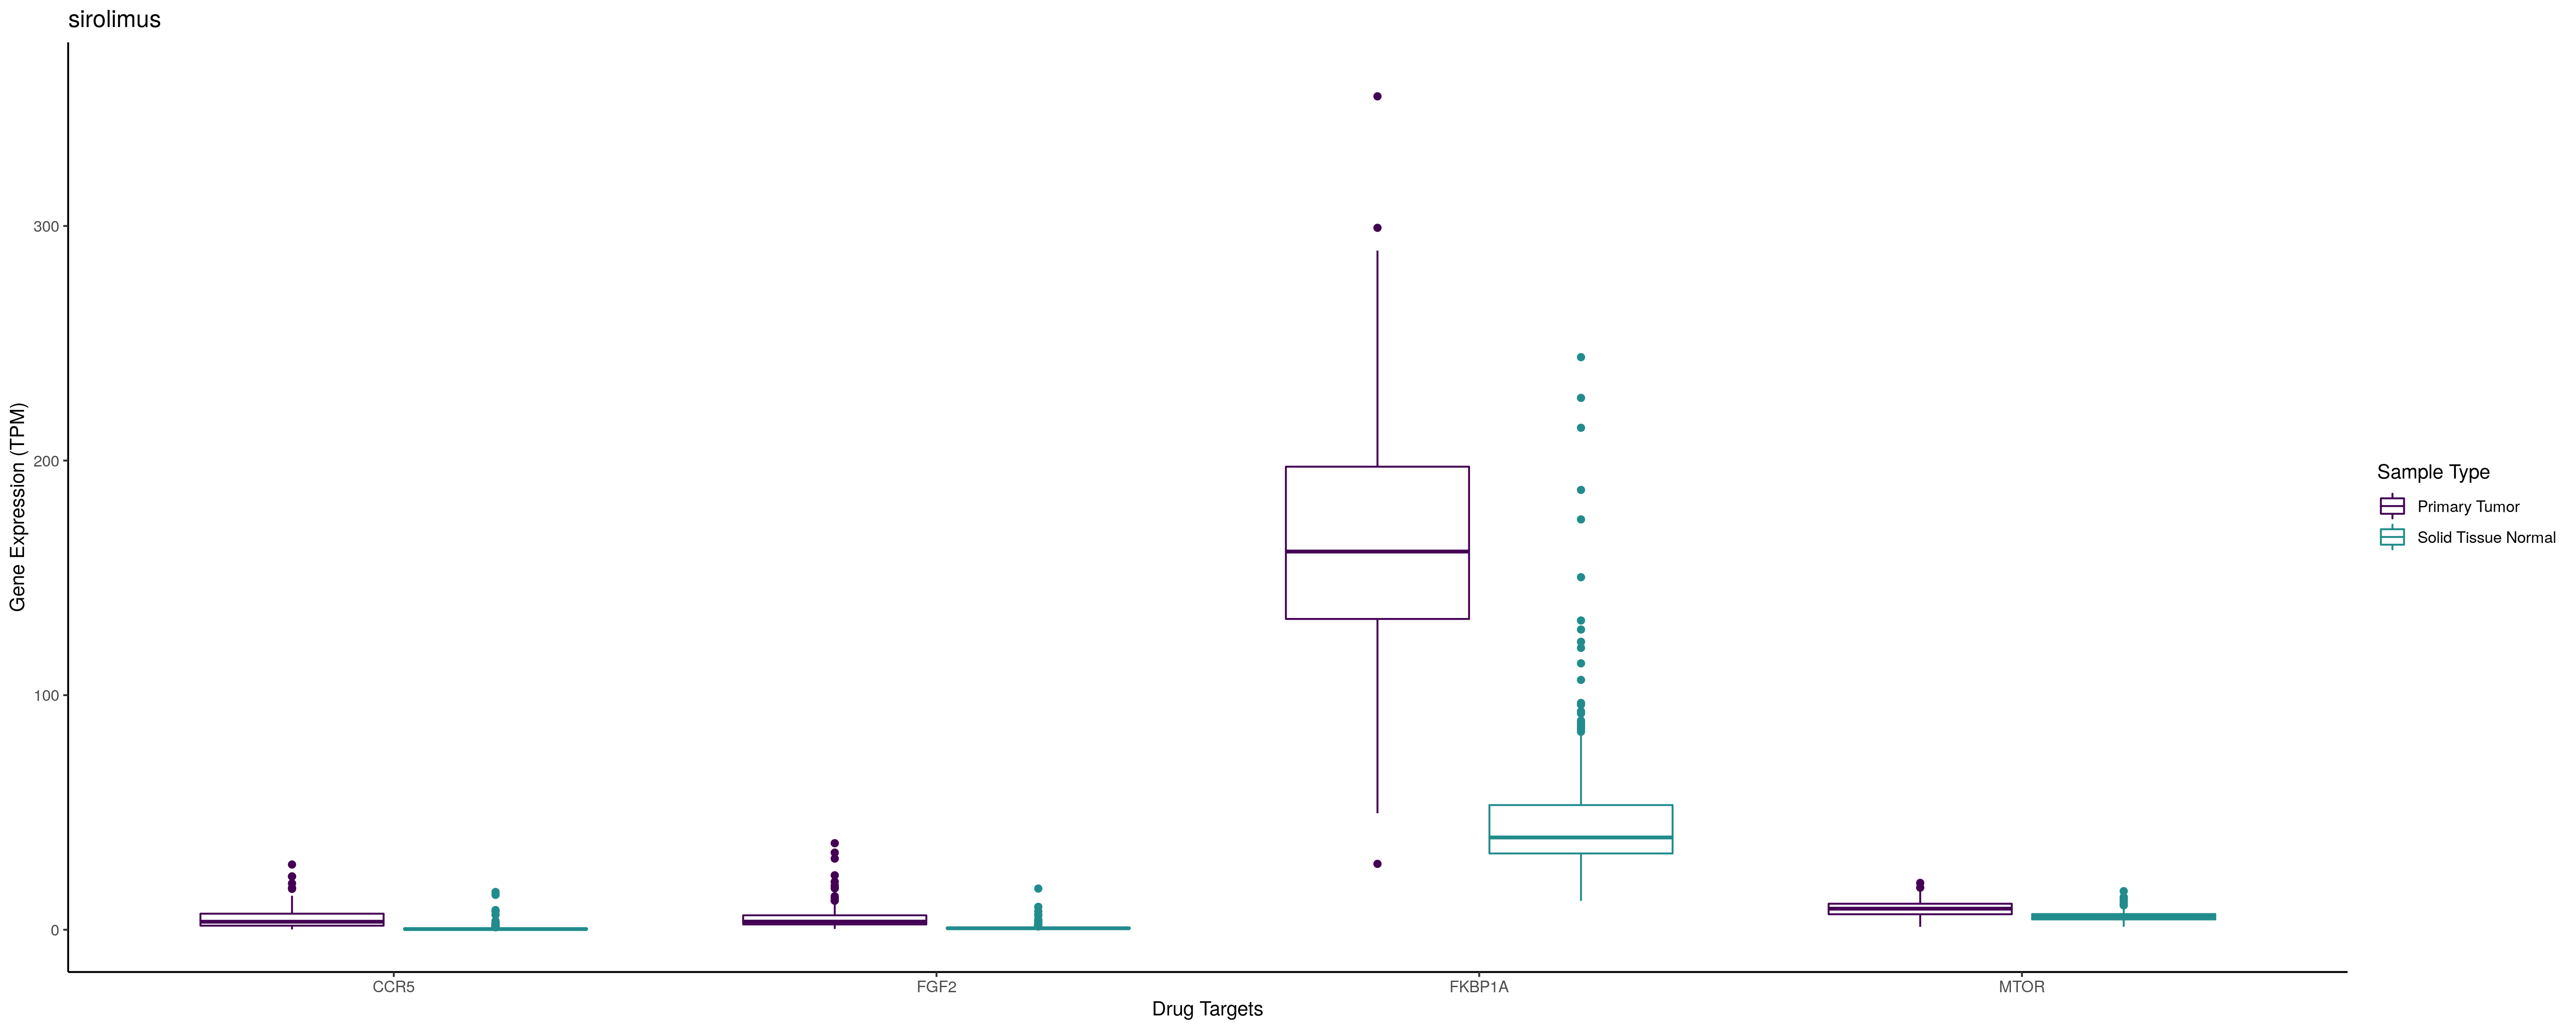 sirolimus
Gene Expression (TPM)
300
200
100
0
CCR5
FGF2
FKBP1A
MTOR
Drug Targets
Sample Type
Primary Tumor
Solid Tissue Normal